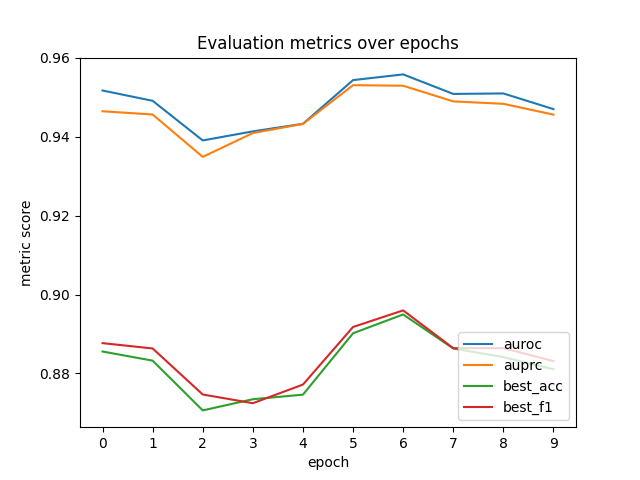 Evaluation metrics over epochs
0.96
0.94
0.92
0.90
0.88
metric score
auroc
auprc
best_acc
best_f1
0 1 2 3 4 5 6 7 8 9
epoch